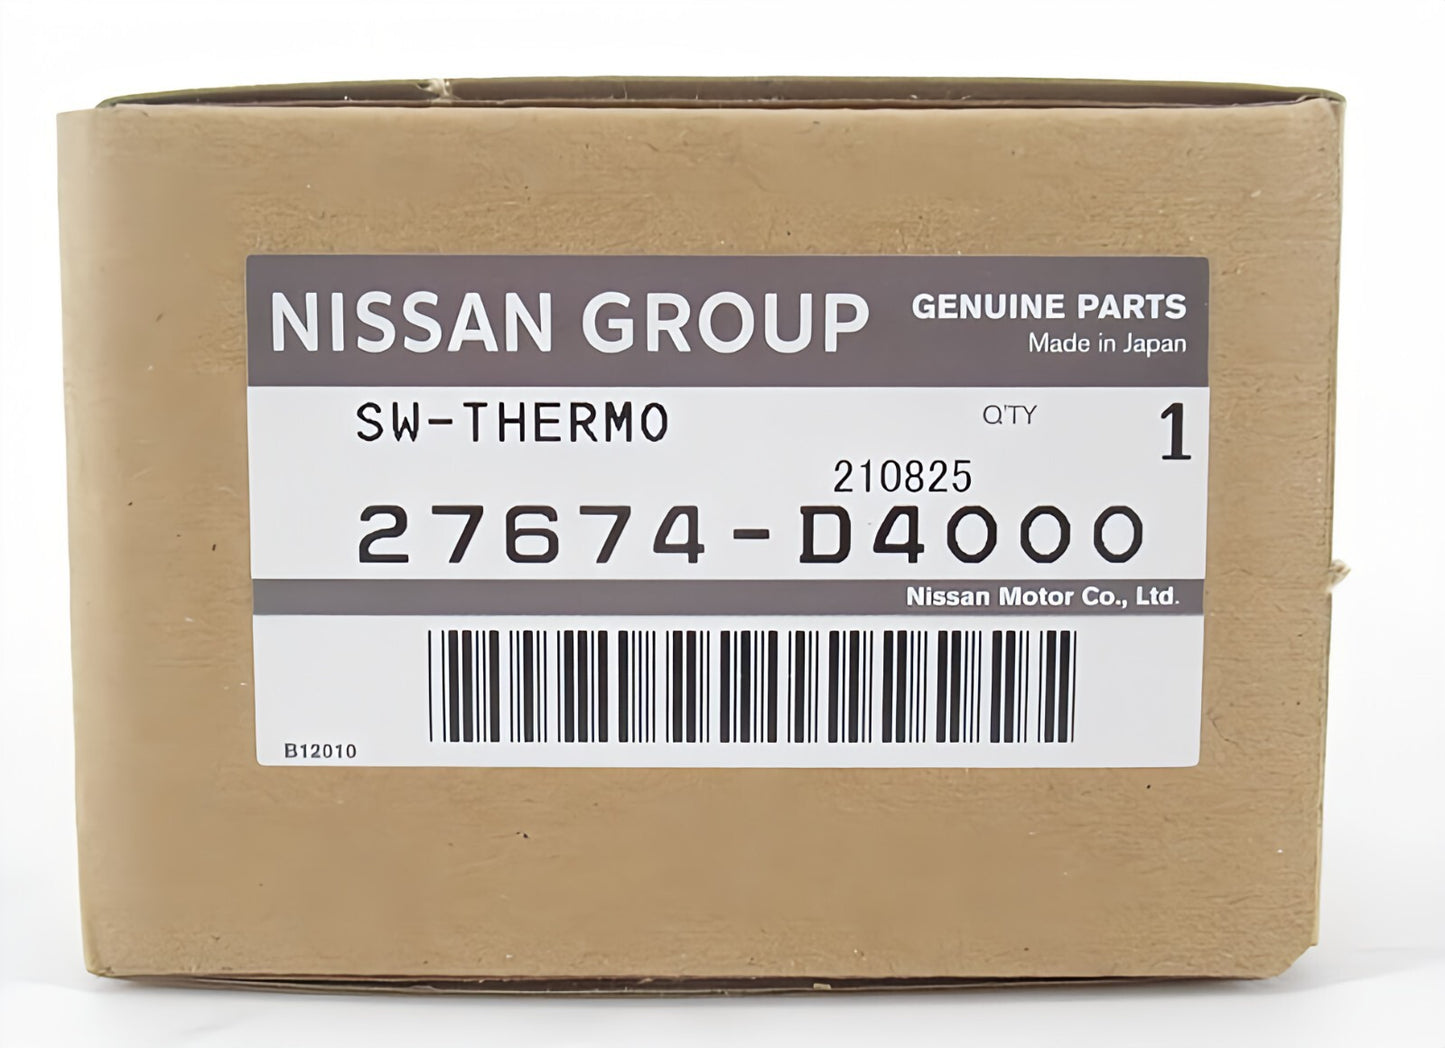 NISSAN GROUP
GENUINE PARTS
Made in Japan
SW-THERMO
Q'TY 1
210825
27674-D4000
Nissan Motor Co., Ltd.
B12010